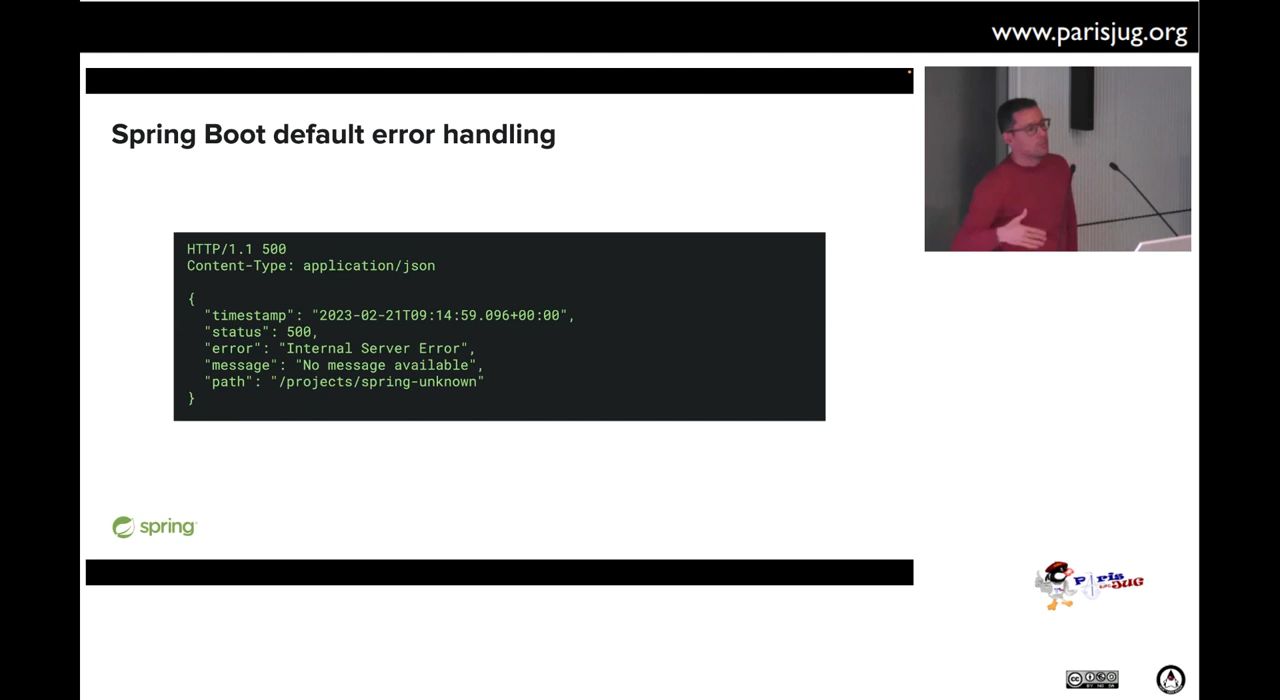 www.parisjug.org
Spring Boot default error handling
HTTP/1.1 500
Content-Type: application/json
{
"timestamp": "2023-02-21T09:14:59.096+00:00",
"status": 500,
"error": "Internal Server Error",
"message": "No message available",
"path": "/projects/spring-unknown"
}
spring
Paris
JUG